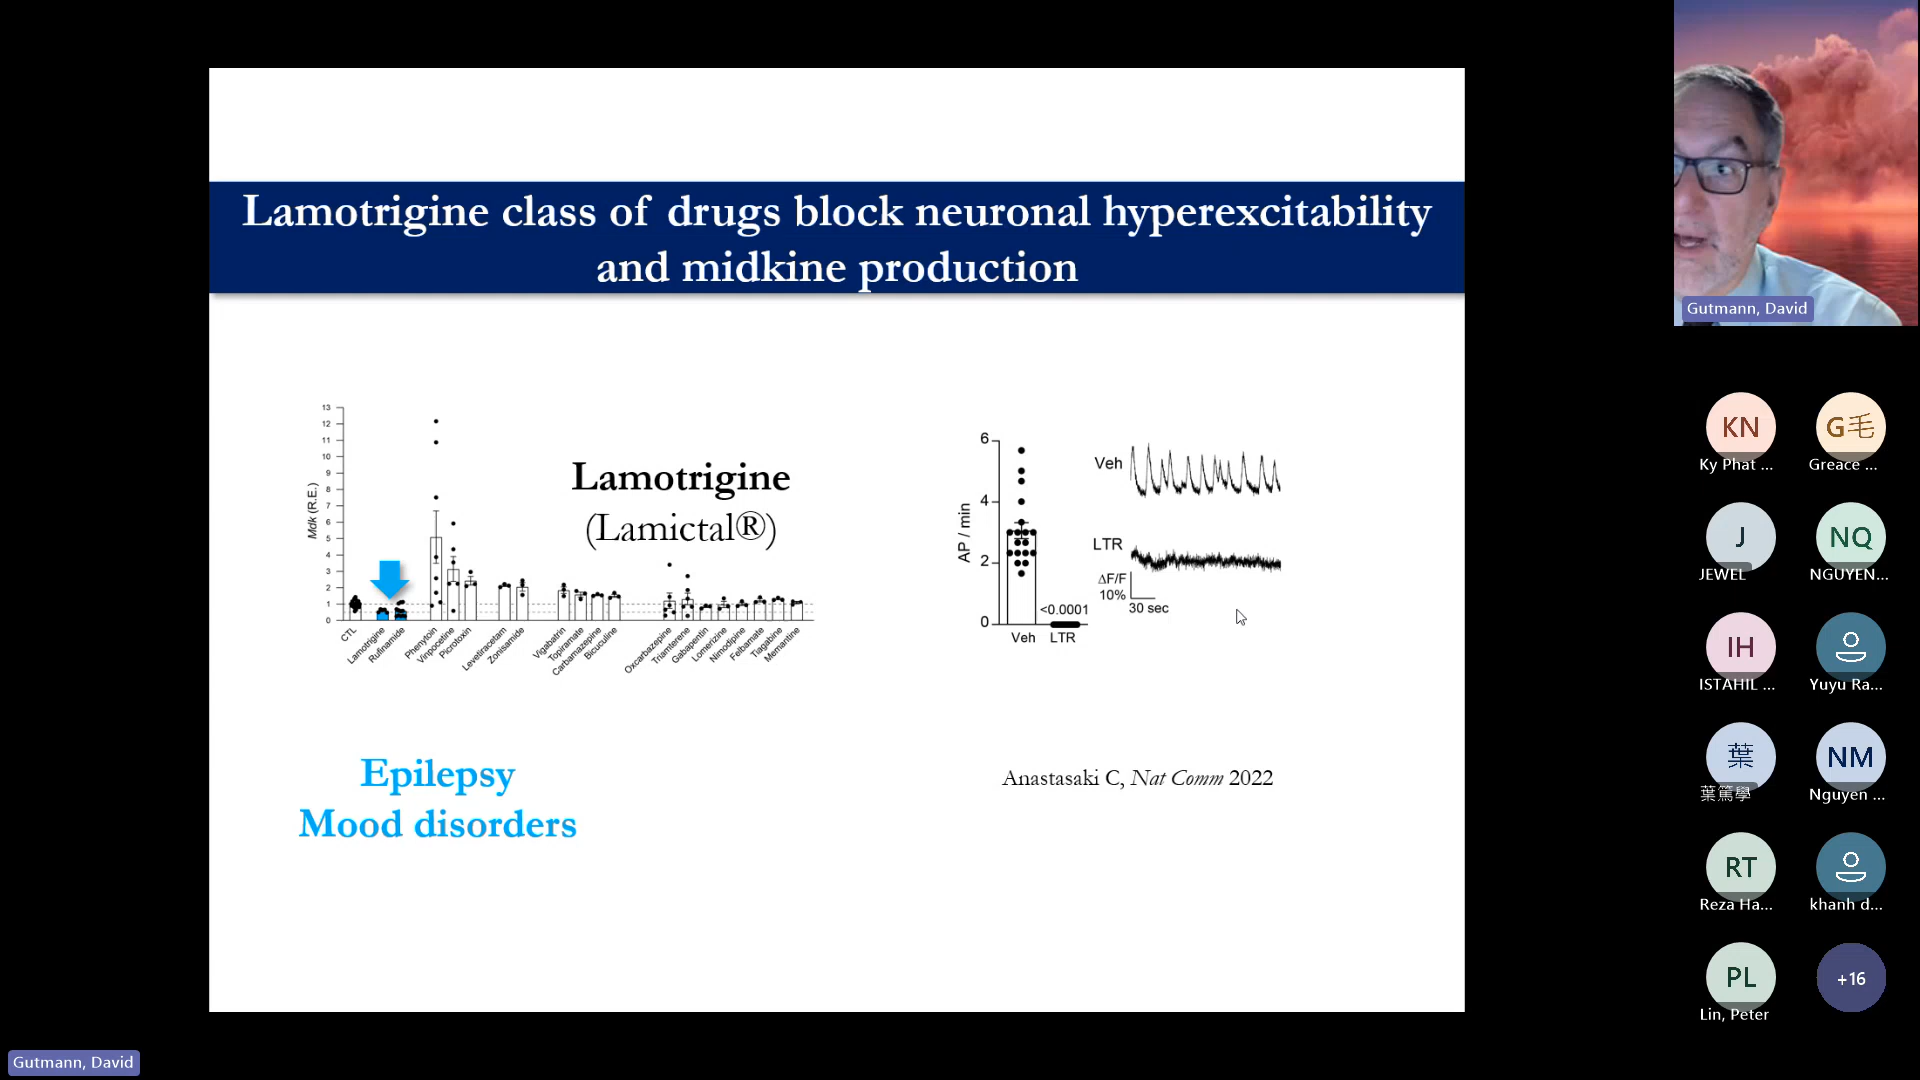 Lamotrigine class of drugs block neuronal hyperexcitability
and midkine production
13
12
11
10
9
8
7
6
5
4
3
2
1
0
Mdk (R.E.)
CTL
Lamotrigine
Rufinamide
Phenytoin
Vinpocetine
Picrotoxin
Levetiracetam
Zonisamide
Vigabatrin
Topiramate
Carbamazepine
Bicuculine
Oxcarbazepine
Triamterene
Gabapentin
Lomerizine
Nimodipine
Felbamate
Tiagabine
Memantine
Lamotrigine
(Lamictal®)
6
4
2
0
AP / min
<0.0001
Veh
LTR
Veh
LTR
ΔF/F
10%
30 sec
Epilepsy
Mood disorders
Anastasaki C, Nat Comm 2022
Gutmann, David
KN
Ky Phat ...
G毛
Greace ...
J
JEWEL
NQ
NGUYEN...
IH
ISTAHIL ...
Yuyu Ra...
葉
葉篤學
NM
Nguyen ...
RT
Reza Ha...
khanh d...
PL
Lin, Peter
+16
Gutmann, David